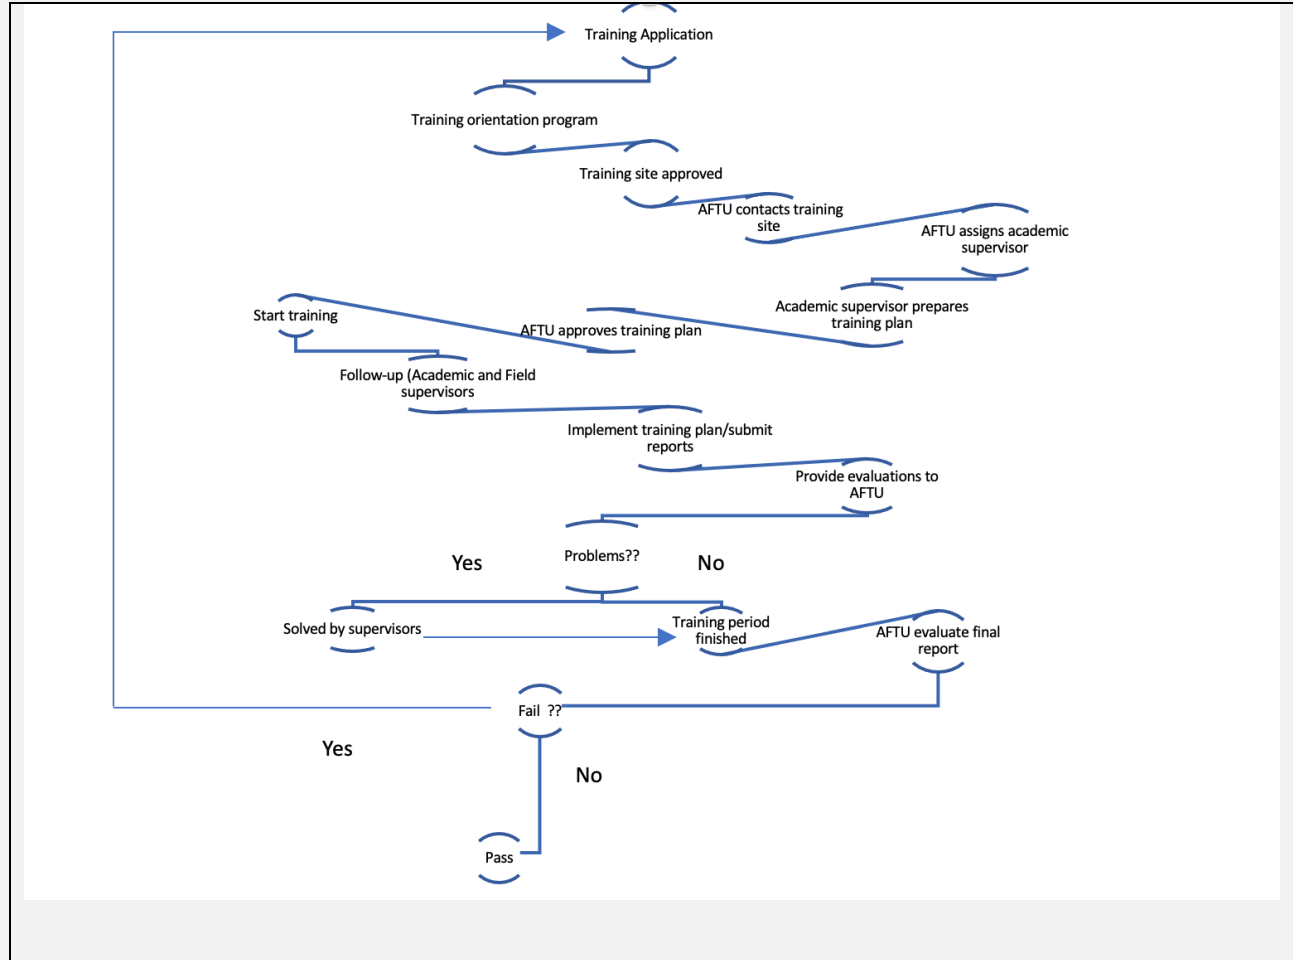 Training Application
Training orientation program
Training site approved
AFTU contacts training
site
AFTU assigns academic
supervisor
Academic supervisor prepares
training plan
Start training
AFTU approves training plan
Follow-up (Academic and Field
supervisors
Implement training plan/submit
reports
Provide evaluations to
AFTU
Problems??
Yes
No
Solved by supervisors
Training period
finished
AFTU evaluate final
report
Fail ??
Yes
No
Pass